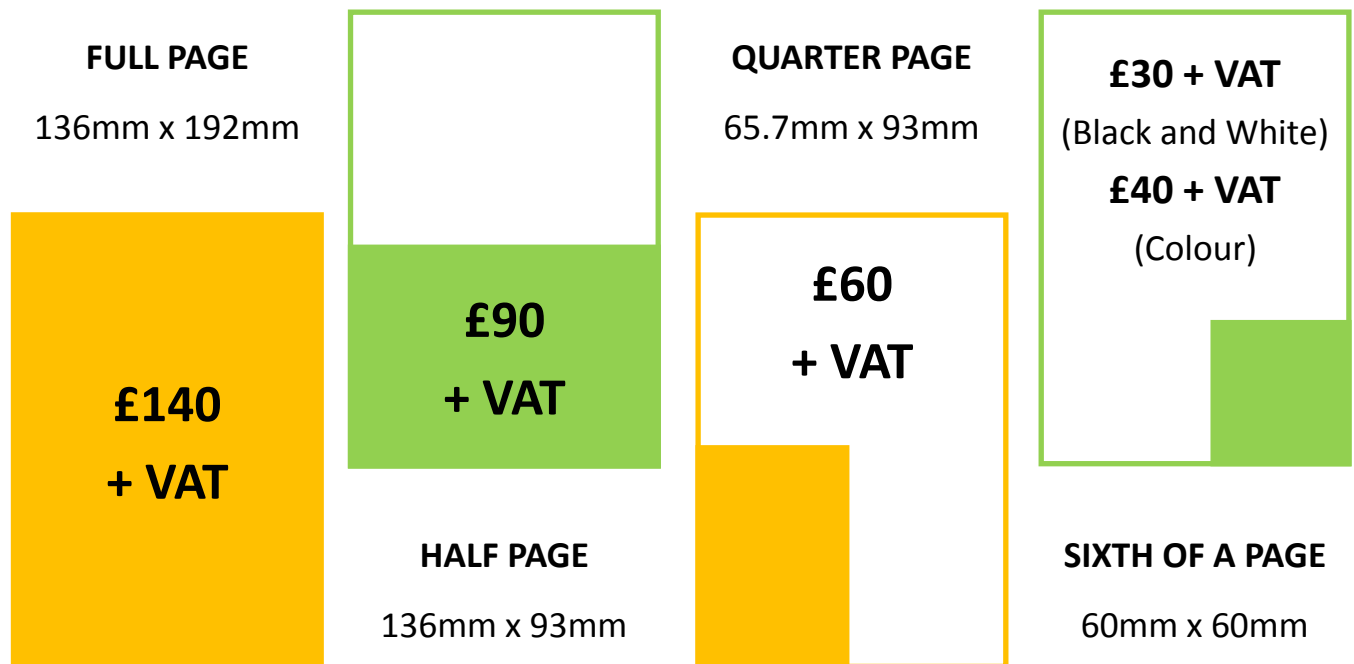 FULL PAGE
136mm x 192mm
£140
+ VAT
£90
+ VAT
HALF PAGE
136mm x 93mm
QUARTER PAGE
65.7mm x 93mm
£60
+ VAT
£30 + VAT
(Black and White)
£40 + VAT
(Colour)
SIXTH OF A PAGE
60mm x 60mm